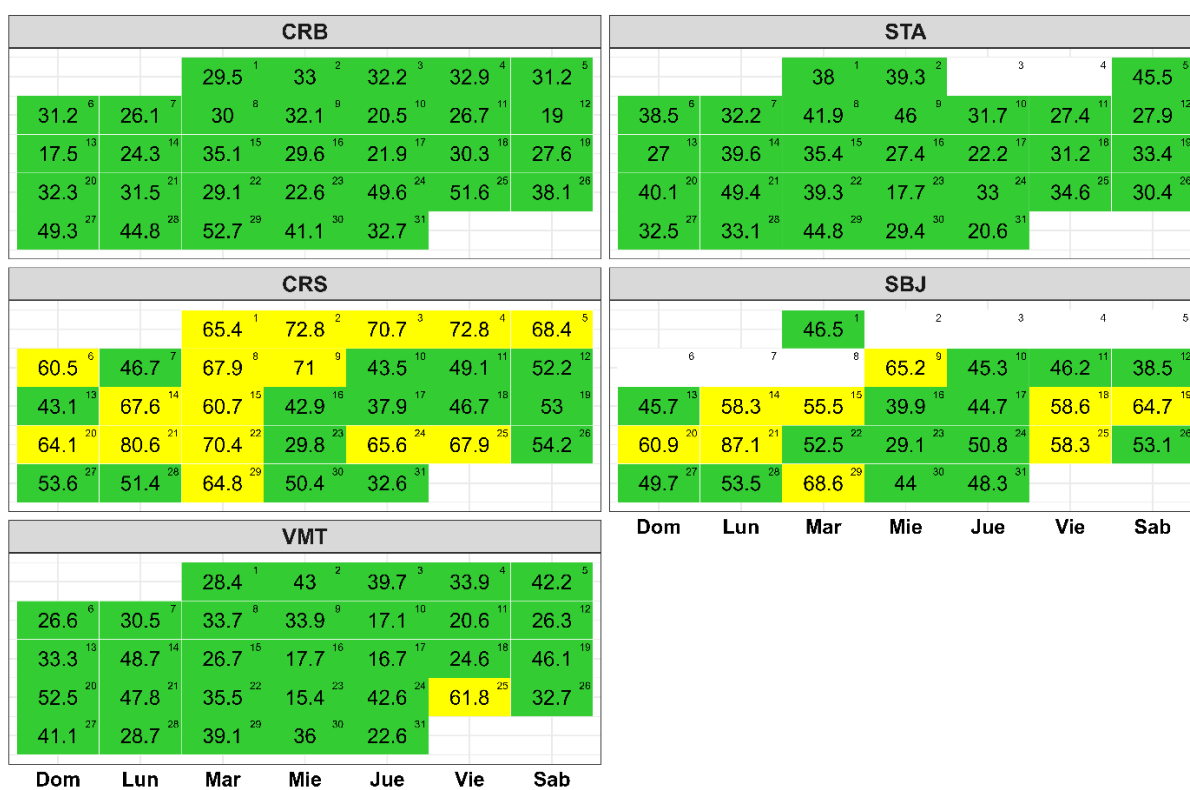 CRB
29.5 1 33 2 32.2 3 32.9 4 31.2 5
31.2 6 26.1 7 30 8 32.1 9 20.5 10 26.7 11 19 12
17.5 13 24.3 14 35.1 15 29.6 16 21.9 17 30.3 18 27.6 19
32.3 20 31.5 21 29.1 22 22.6 23 49.6 24 51.6 25 38.1 26
49.3 27 44.8 28 52.7 29 41.1 30 32.7 31
STA
38 1 39.3 2 3 4 45.5 5
38.5 6 32.2 7 41.9 8 46 9 31.7 10 27.4 11 27.9 12
27 13 39.6 14 35.4 15 27.4 16 22.2 17 31.2 18 33.4 19
40.1 20 49.4 21 39.3 22 17.7 23 33 24 34.6 25 30.4 26
32.5 27 33.1 28 44.8 29 29.4 30 20.6 31
CRS
65.4 1 72.8 2 70.7 3 72.8 4 68.4 5
60.5 6 46.7 7 67.9 8 71 9 43.5 10 49.1 11 52.2 12
43.1 13 67.6 14 60.7 15 42.9 16 37.9 17 46.7 18 53 19
64.1 20 80.6 21 70.4 22 29.8 23 65.6 24 67.9 25 54.2 26
53.6 27 51.4 28 64.8 29 50.4 30 32.6 31
SBJ
46.5 1 2 3 4 5
6 7 8 65.2 9 45.3 10 46.2 11 38.5 12
45.7 13 58.3 14 55.5 15 39.9 16 44.7 17 58.6 18 64.7 19
60.9 20 87.1 21 52.5 22 29.1 23 50.8 24 58.3 25 53.1 26
49.7 27 53.5 28 68.6 29 44 30 48.3 31
Dom Lun Mar Mie Jue Vie Sab
VMT
28.4 1 43 2 39.7 3 33.9 4 42.2 5
26.6 6 30.5 7 33.7 8 33.9 9 17.1 10 20.6 11 26.3 12
33.3 13 48.7 14 26.7 15 17.7 16 16.7 17 24.6 18 46.1 19
52.5 20 47.8 21 35.5 22 15.4 23 42.6 24 61.8 25 32.7 26
41.1 27 28.7 28 39.1 29 36 30 22.6 31
Dom Lun Mar Mie Jue Vie Sab